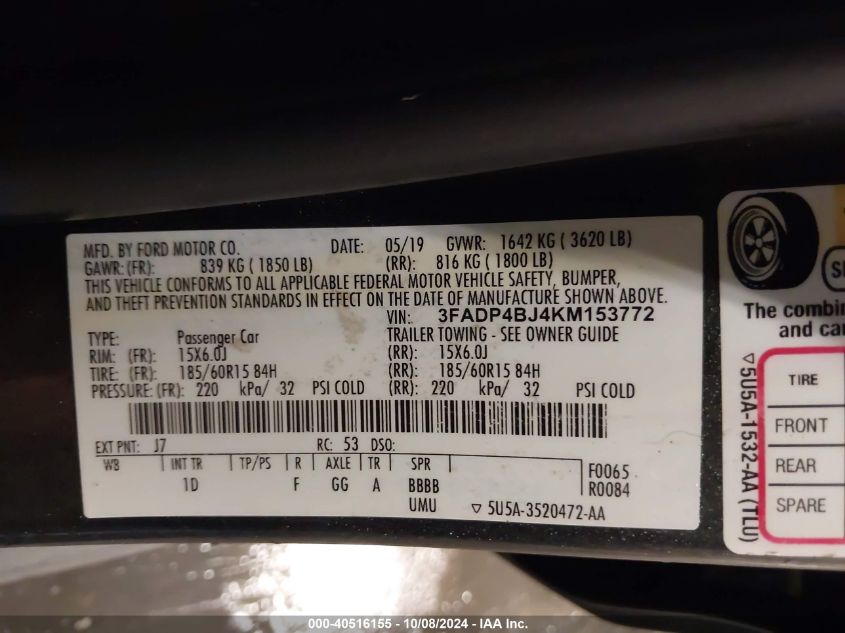 MFD. BY FORD MOTOR CO. DATE: 05/19 GVWR: 1642 KG ( 3620 LB)
GAWR: (FR): 839 KG ( 1850 LB) (RR): 816 KG ( 1800 LB)
THIS VEHICLE CONFORMS TO ALL APPLICABLE FEDERAL MOTOR VEHICLE SAFETY, BUMPER,
AND THEFT PREVENTION STANDARDS IN EFFECT ON THE DATE OF MANUFACTURE SHOWN ABOVE.
VIN: 3FADP4BJ4KM153772
TYPE: Passenger Car TRAILER TOWING - SEE OWNER GUIDE
RIM: (FR): 15X6.0J (RR): 15X6.0J
TIRE: (FR): 185/60R15 84H (RR): 185/60R15 84H
PRESSURE: (FR): 220 kPa/ 32 PSI COLD (RR): 220 kPa/ 32 PSI COLD
EXT PNT: J7 RC: 53 DSO:
WB INT TR TP/PS R AXLE TR SPR F0065
1D F GG A BBBB R0084
UMU ▽ 5U5A-3520472-AA
The combin
and ca
TIRE
FRONT
REAR
SPARE
▽5U5A-1532-AA (TLU)
000-40516155 - 10/08/2024 - IAA Inc.